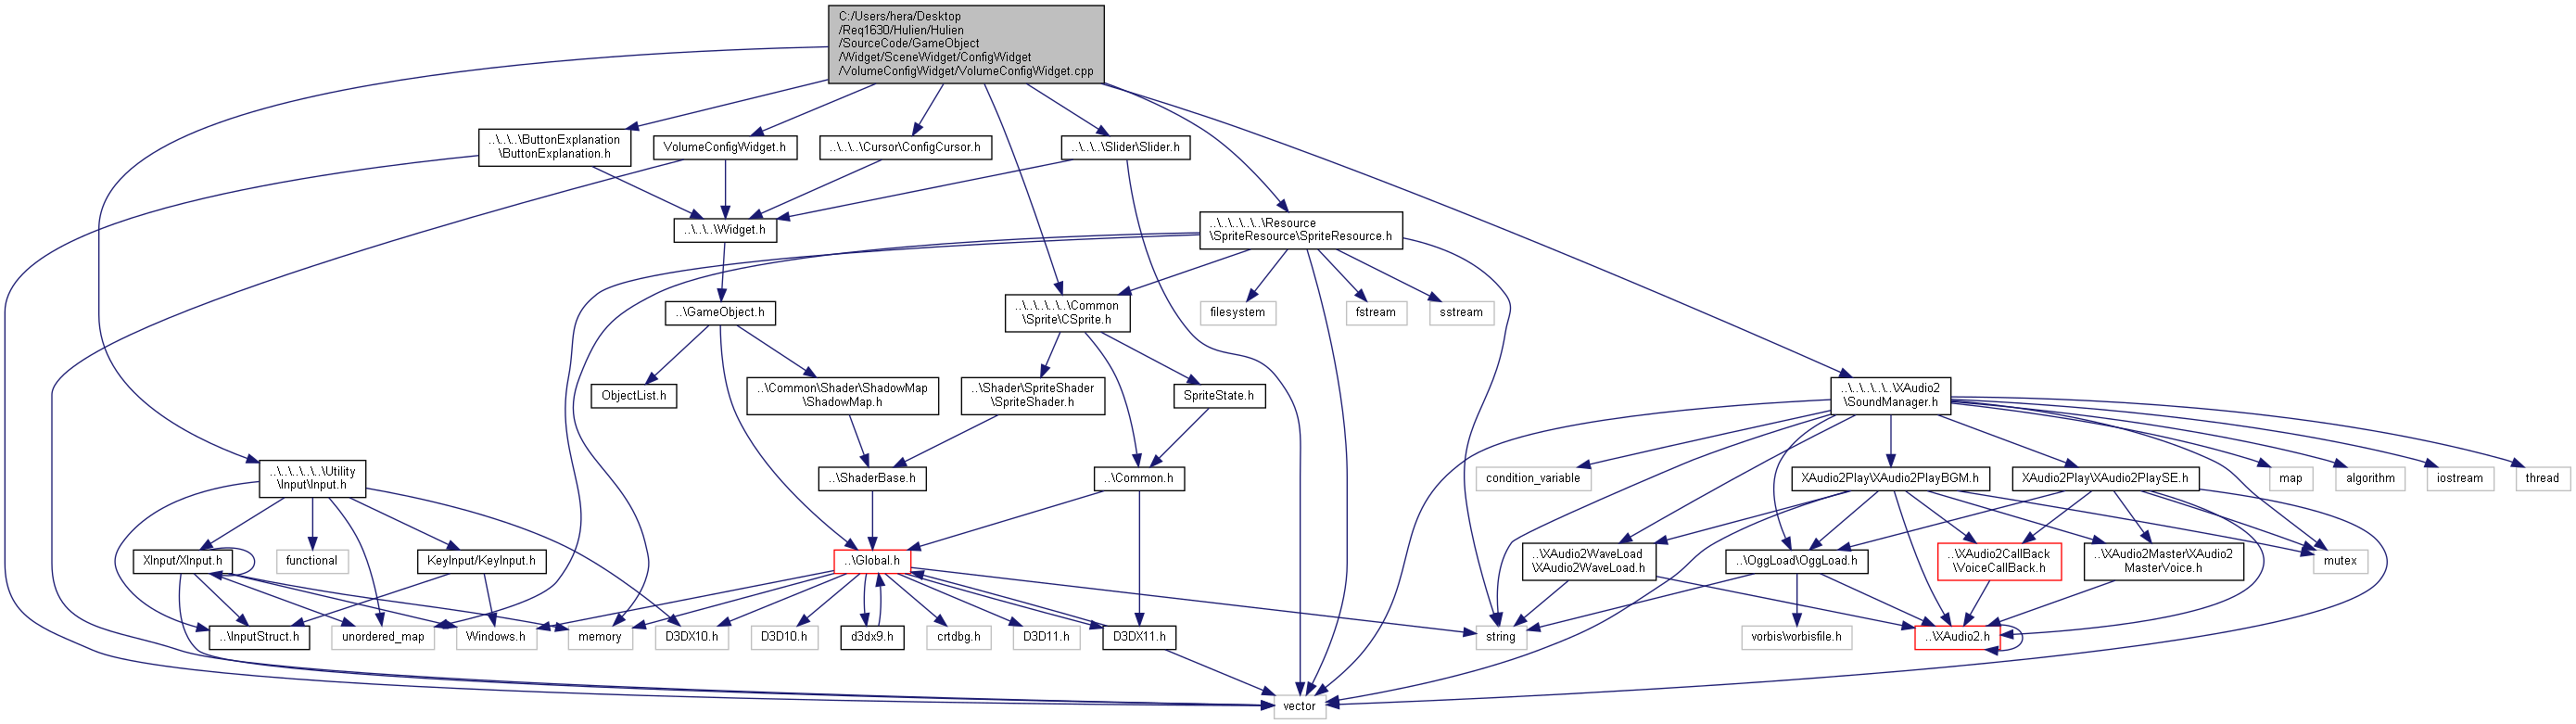 C:/Users/hera/Desktop
/Req1630/Hulien/Hulien
/SourceCode/GameObject
/Widget/SceneWidget/ConfigWidget
/VolumeConfigWidget/VolumeConfigWidget.cpp
..\..\..\ButtonExplanation
\ButtonExplanation.h
VolumeConfigWidget.h
..\..\..\Cursor\ConfigCursor.h
..\..\..\Slider\Slider.h
..\..\..\Widget.h
..\..\..\..\..\Resource
\SpriteResource\SpriteResource.h
..\GameObject.h
..\..\..\..\..\Common
\Sprite\CSprite.h
filesystem
fstream
sstream
ObjectList.h
..\Common\Shader\ShadowMap
\ShadowMap.h
..\Shader\SpriteShader
\SpriteShader.h
SpriteState.h
..\..\..\..\..\XAudio2
\SoundManager.h
..\..\..\..\..\..\Utility
\Input\Input.h
..\ShaderBase.h
..\Common.h
condition_variable
XAudio2Play\XAudio2PlayBGM.h
XAudio2Play\XAudio2PlaySE.h
map
algorithm
iostream
thread
XInput/XInput.h
functional
KeyInput/KeyInput.h
..\Global.h
..\XAudio2WaveLoad
\XAudio2WaveLoad.h
..\OggLoad\OggLoad.h
..\XAudio2CallBack
\VoiceCallBack.h
..\XAudio2Master\XAudio2
MasterVoice.h
mutex
..\InputStruct.h
unordered_map
Windows.h
memory
D3DX10.h
D3D10.h
d3dx9.h
crtdbg.h
D3D11.h
D3DX11.h
string
vorbis\vorbisfile.h
..\XAudio2.h
vector